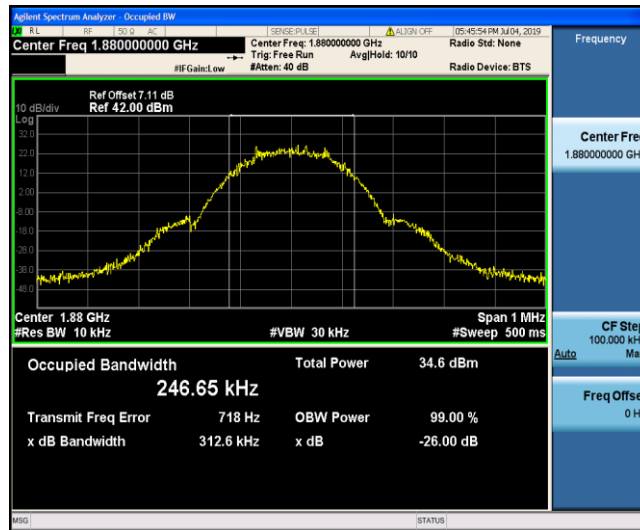 Agilent Spectrum Analyzer - Occupied BW
RL RF 50 Ω AC SENSE:PULSE ALIGN OFF 05:45:54 PM Jul 04, 2019
Center Freq 1.880000000 GHz
Center Freq: 1.880000000 GHz Radio Std: None
Trig: Free Run Avg|Hold: 10/10
#IFGain:Low #Atten: 40 dB Radio Device: BTS
Frequency
Ref Offset 7.11 dB
10 dB/div Ref 42.00 dBm
Log
32.0
22.0
12.0
2.00
-8.00
-18.0
-28.0
-38.0
-48.0
Center Fre
1.880000000 GH
Center 1.88 GHz Span 1 MHz
#Res BW 10 kHz #VBW 30 kHz #Sweep 500 ms
CF Step
100.000 kH
Auto Ma
Occupied Bandwidth Total Power 34.6 dBm
246.65 kHz
Transmit Freq Error 718 Hz OBW Power 99.00 %
x dB Bandwidth 312.6 kHz x dB -26.00 dB
Freq Offse
0 H
MSG STATUS